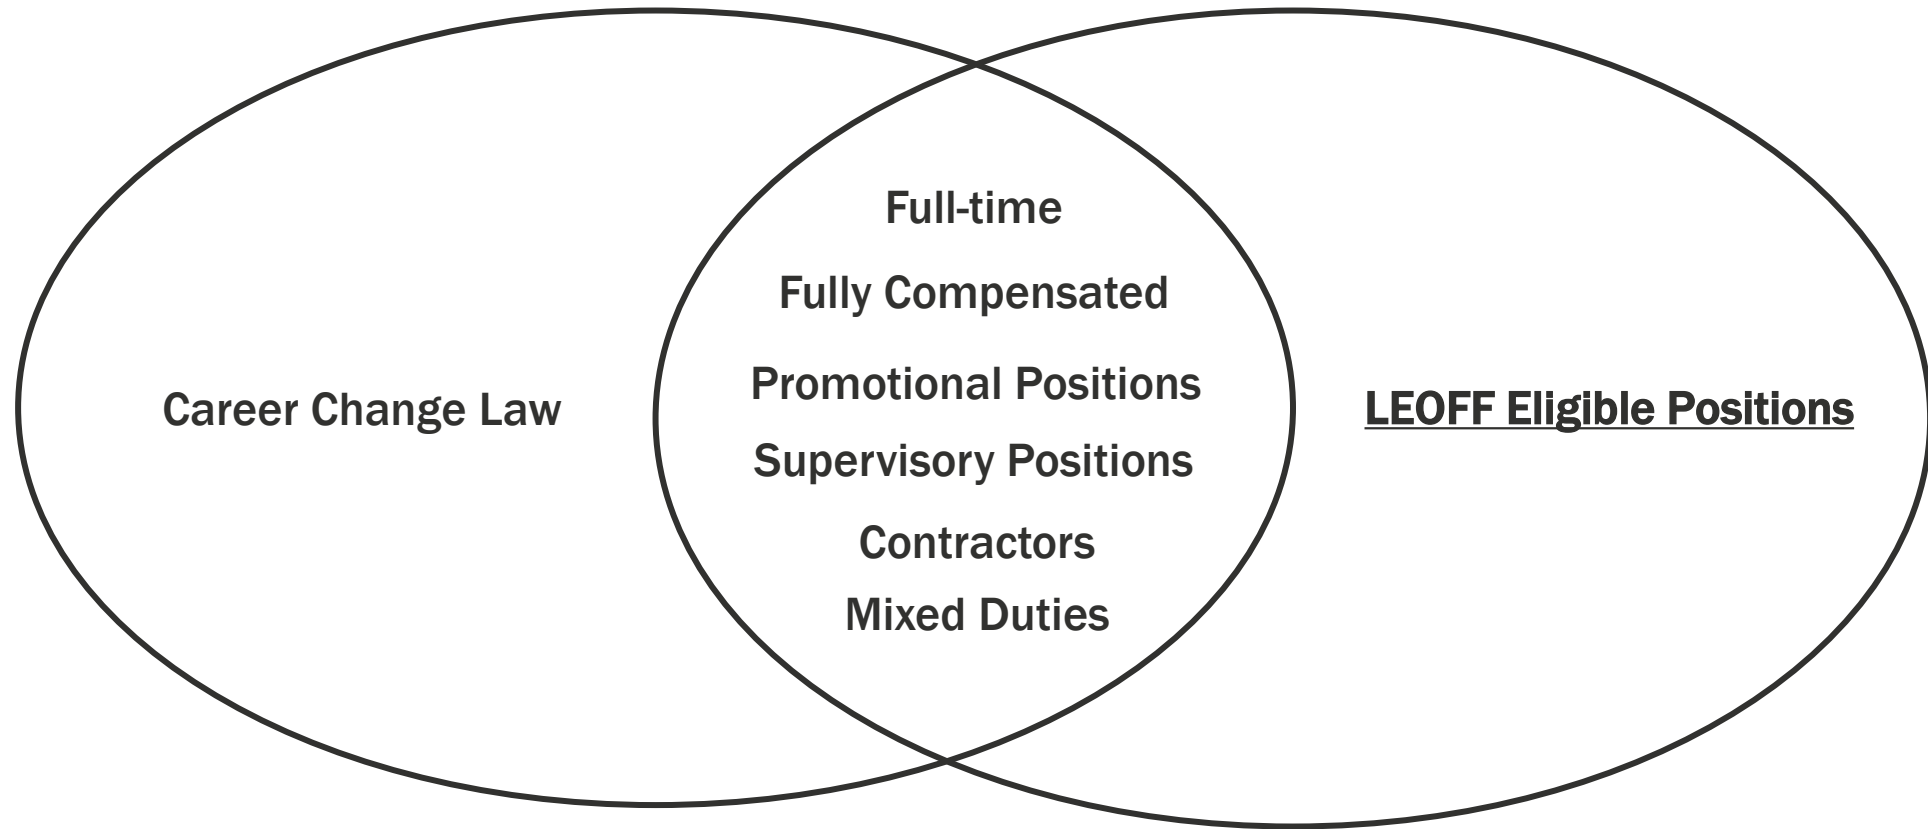 Full-time
Fully Compensated
Promotional Positions
Career Change Law
LEOFF Eligible Positions
Supervisory Positions
Contractors
Mixed Duties